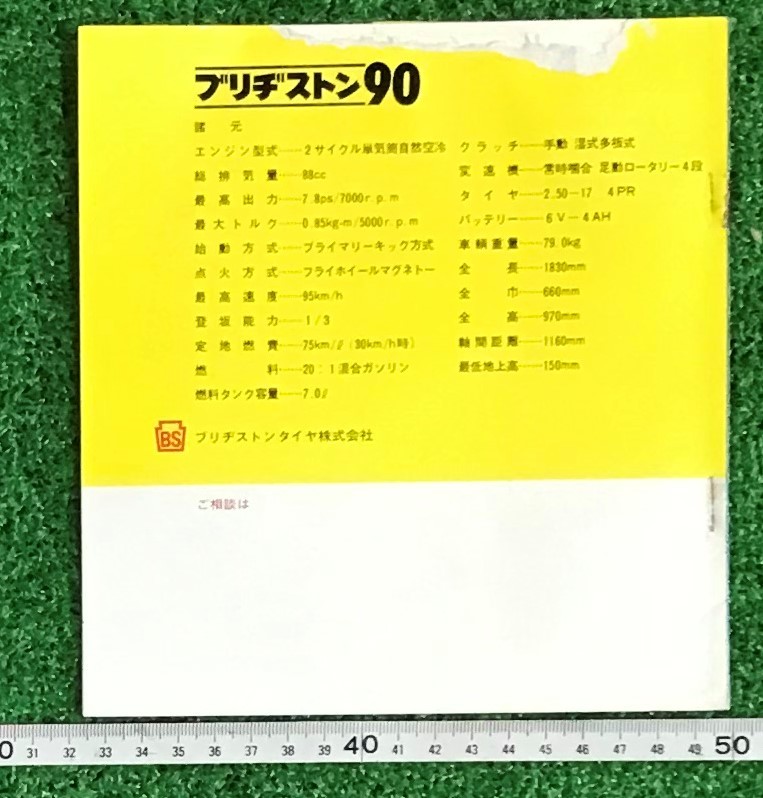 ブリヂストン90
諸元
エンジン型式……2サイクル単気筒自然空冷
総排気量……88cc
最高出力……7.8ps/7000r.p.m
最大トルク……0.85kg-m/5000r.p.m
始動方式……プライマリーキック方式
点火方式……フライホイールマグネトー
最高速度……95km/h
登坂能力……1/3
定地燃費……75km/ℓ(30km/h時)
燃料……20:1混合ガソリン
燃料タンク容量……7.0ℓ
クラッチ……手動 湿式多板式
変速機……常時噛合 足動ロータリー4段
タイヤ……2.50-17 4PR
バッテリー……6V-4AH
車輌重量……79.0kg
全長……1830mm
全巾……660mm
全高……970mm
軸間距離……1160mm
最低地上高……150mm
BS ブリヂストンタイヤ株式会社
ご相談は
0 31 32 33 34 35 36 37 38 39 40 41 42 43 44 45 46 47 48 49 50